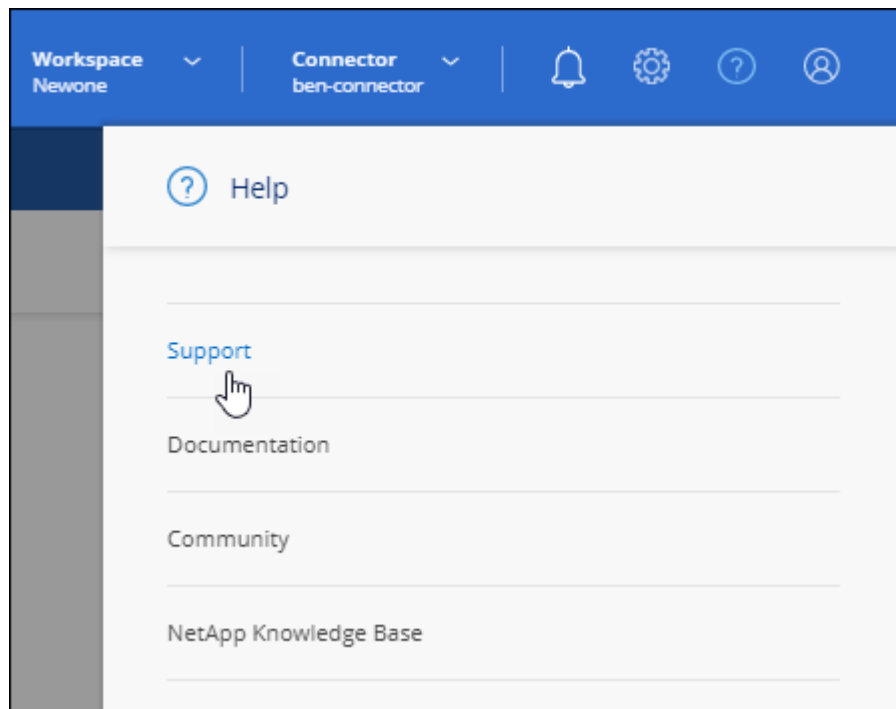 Workspace
Newone
Connector
ben-connector
Help
Support
Documentation
Community
NetApp Knowledge Base